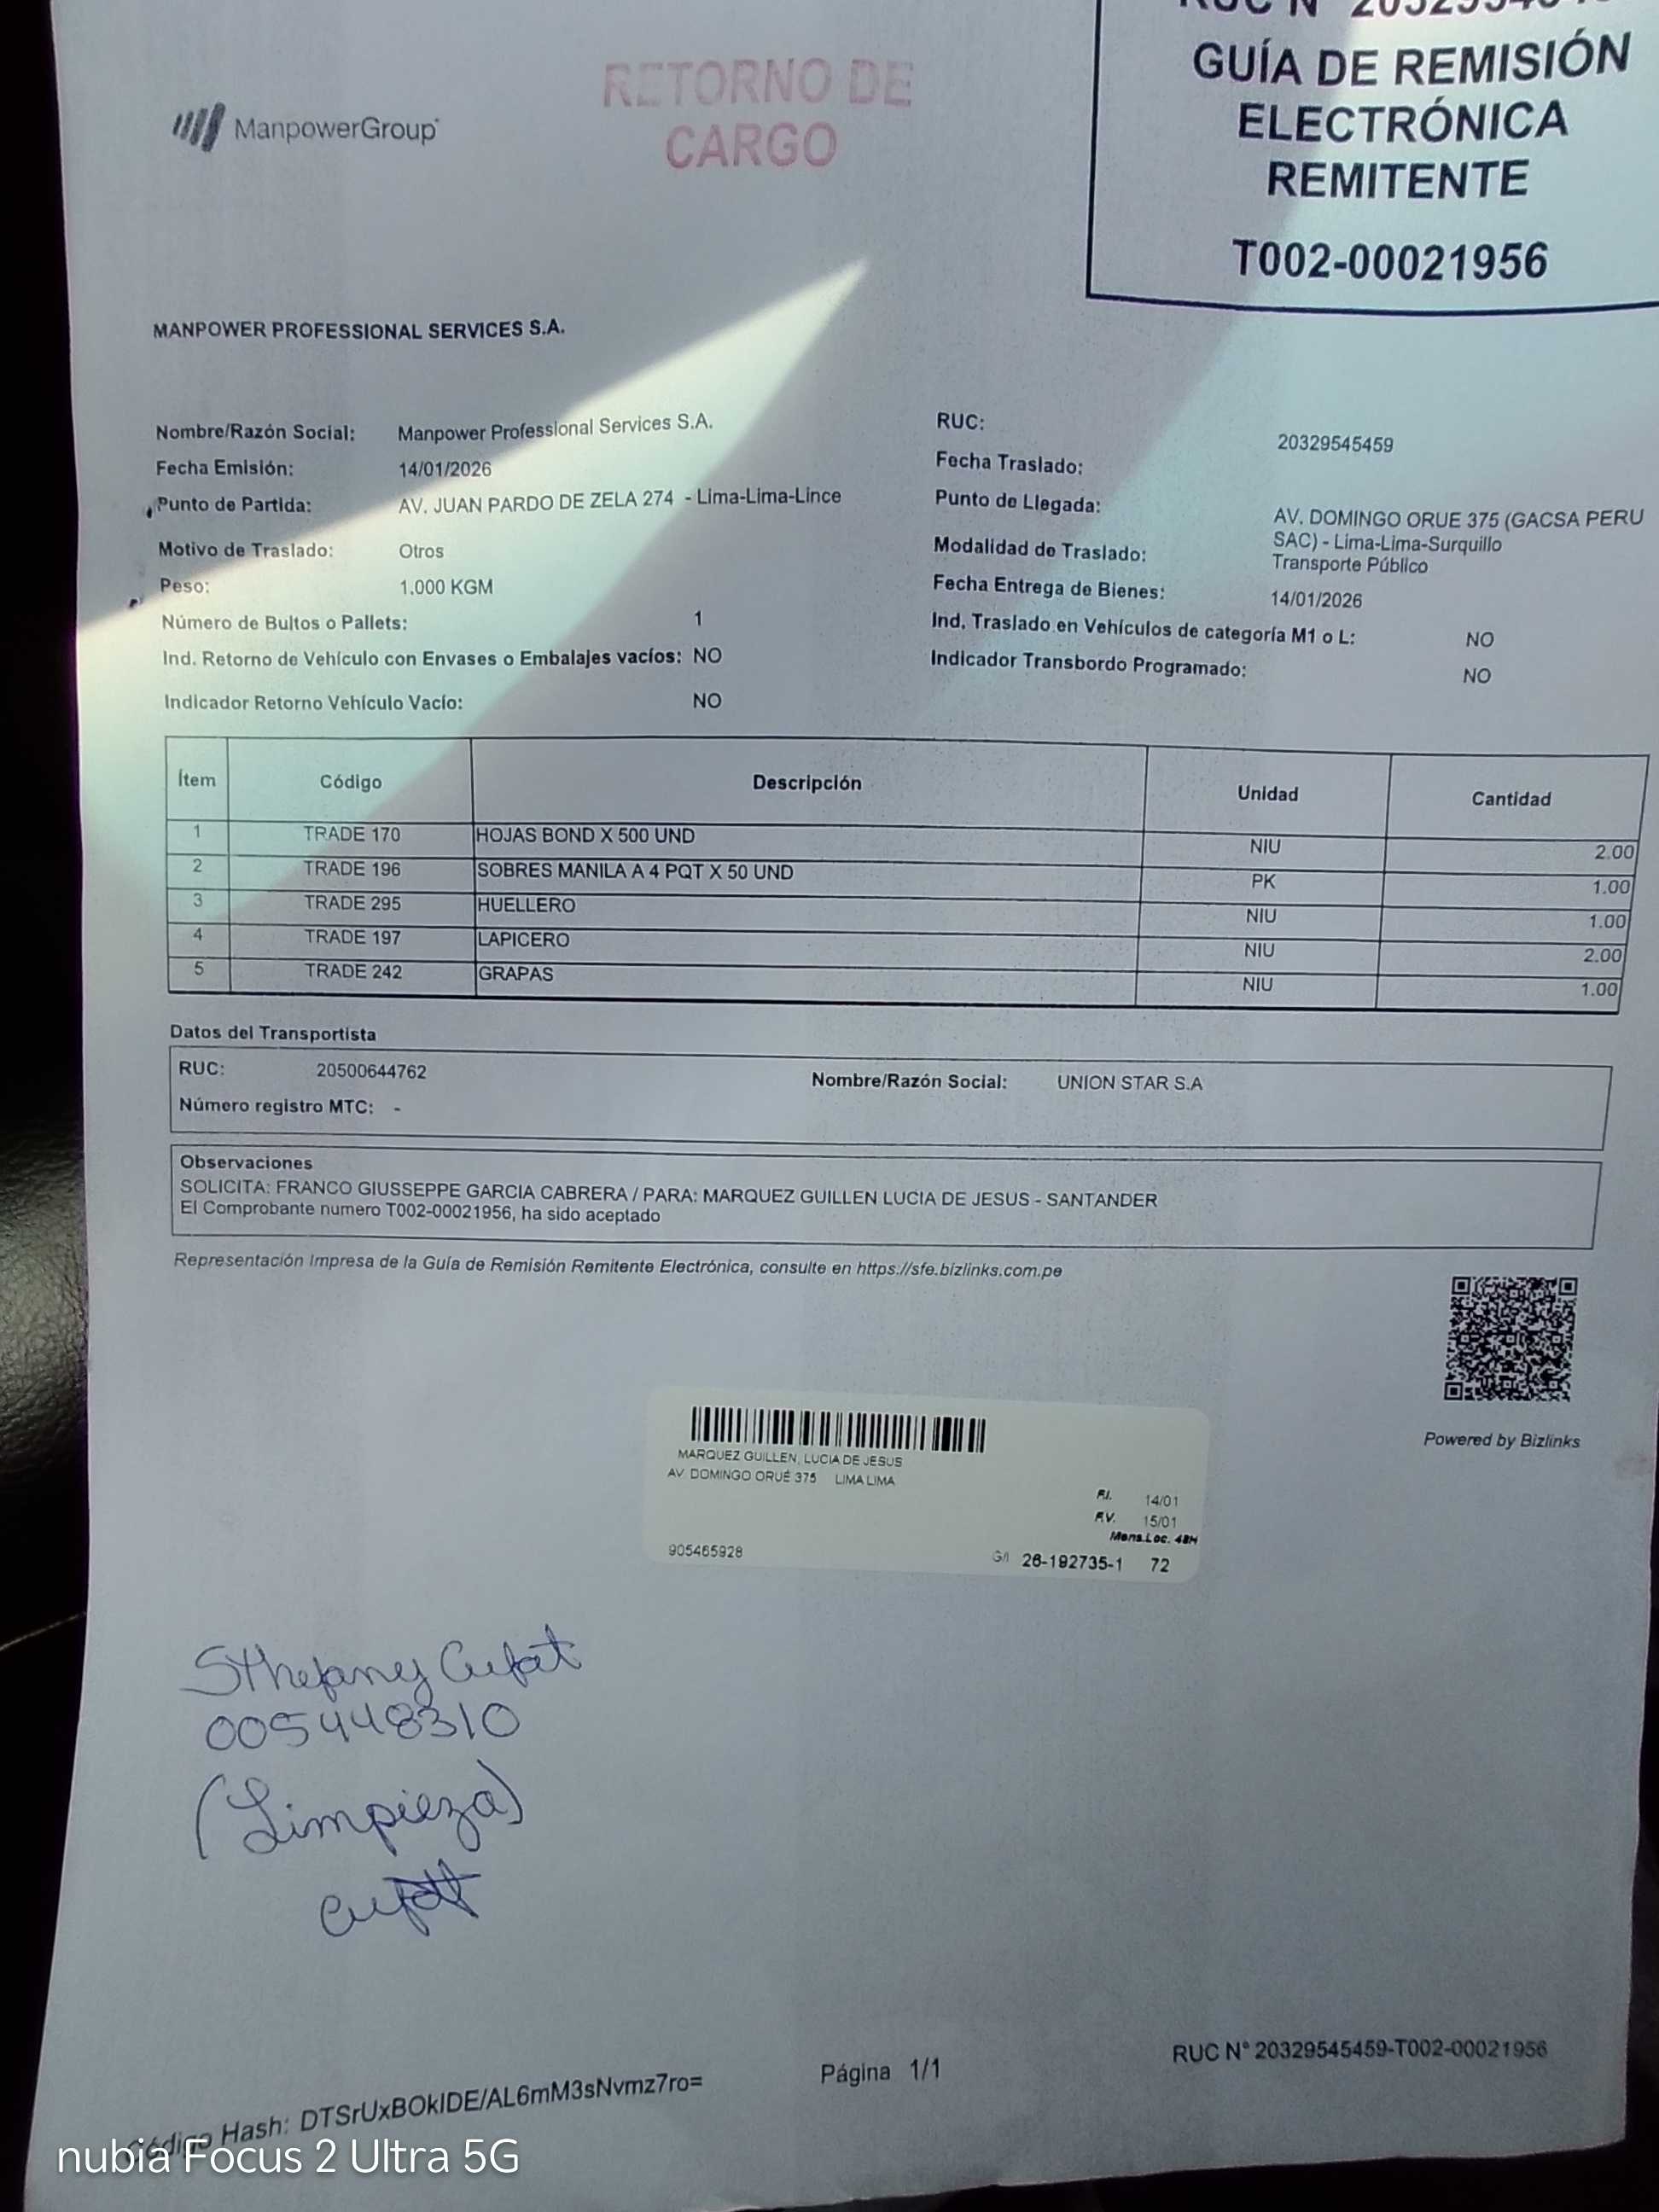 ManpowerGroup
RETORNO DE
CARGO
GUÍA DE REMISIÓN
ELECTRÓNICA
REMITENTE
T002-00021956
MANPOWER PROFESSIONAL SERVICES S.A.
Nombre/Razón Social: Manpower Professional Services S.A. RUC: 20329545459
Fecha Emisión: 14/01/2026 Fecha Traslado:
Punto de Partida: AV. JUAN PARDO DE ZELA 274 - Lima-Lima-Lince Punto de Llegada: AV. DOMINGO ORUE 375 (GACSA PERU
SAC) - Lima-Lima-Surquillo
Motivo de Traslado: Otros Modalidad de Traslado: Transporte Público
Peso: 1.000 KGM Fecha Entrega de Bienes: 14/01/2026
Número de Bultos o Pallets: 1 Ind. Traslado en Vehículos de categoría M1 o L: NO
Ind. Retorno de Vehículo con Envases o Embalajes vacíos: NO Indicador Transbordo Programado: NO
Indicador Retorno Vehículo Vacío: NO
Ítem Código Descripción Unidad Cantidad
1 TRADE 170 HOJAS BOND X 500 UND NIU 2.00
2 TRADE 196 SOBRES MANILA A 4 PQT X 50 UND PK 1.00
3 TRADE 295 HUELLERO NIU 1.00
4 TRADE 197 LAPICERO NIU 2.00
5 TRADE 242 GRAPAS NIU 1.00
Datos del Transportista
RUC: 20500644762 Nombre/Razón Social: UNION STAR S.A
Número registro MTC: -
Observaciones
SOLICITA: FRANCO GIUSSEPPE GARCIA CABRERA / PARA: MARQUEZ GUILLEN LUCIA DE JESUS - SANTANDER
El Comprobante numero T002-00021956, ha sido aceptado
Representación Impresa de la Guía de Remisión Remitente Electrónica, consulte en https://sfe.bizlinks.com.pe
Powered by Bizlinks
MARQUEZ GUILLEN, LUCIA DE JESUS
AV. DOMINGO ORUÉ 375 LIMA LIMA
F.I. 14/01
F.V. 15/01
Mens.Loc. 48H
905465928 G/I 26-192735-1 72
Sthefany
005448310
(Limpieza)
RUC N° 20329545459-T002-00021956
Página 1/1
Código Hash: DTSrUxBOkIDE/AL6mM3sNvmz7ro=
nubia Focus 2 Ultra 5G